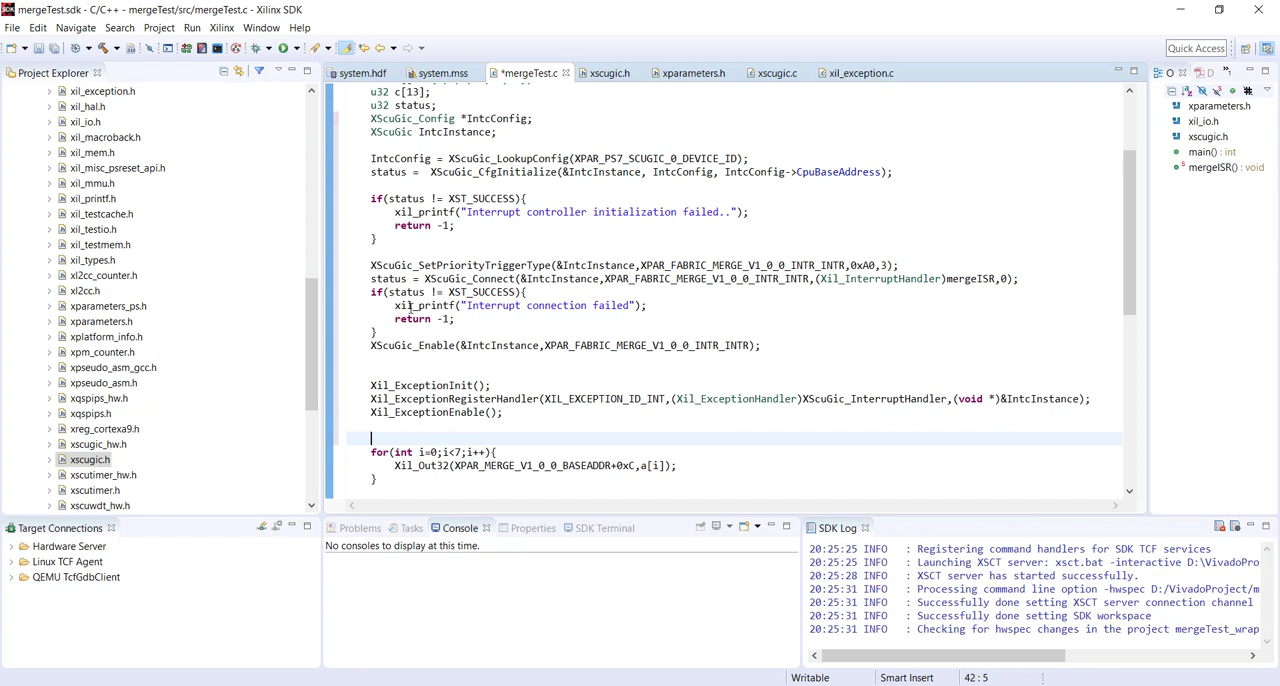 mergeTest.sdk - C/C++ - mergeTest/src/mergeTest.c - Xilinx SDK
File Edit Navigate Search Project Run Xilinx Window Help
Quick Access
Project Explorer
xil_exception.h
xil_hal.h
xil_io.h
xil_macroback.h
xil_mem.h
xil_misc_psreset_api.h
xil_mmu.h
xil_printf.h
xil_testcache.h
xil_testio.h
xil_testmem.h
xil_types.h
xl2cc_counter.h
xl2cc.h
xparameters_ps.h
xparameters.h
xplatform_info.h
xpm_counter.h
xpseudo_asm_gcc.h
xpseudo_asm.h
xqspips_hw.h
xqspips.h
xreg_cortexa9.h
xscugic_hw.h
xscugic.h
xscutimer_hw.h
xscutimer.h
xscuwdt_hw.h
system.hdf system.mss *mergeTest.c xscugic.h xparameters.h xscugic.c xil_exception.c
u32 c[13];
u32 status;
XScuGic_Config *IntcConfig;
XScuGic IntcInstance;
IntcConfig = XScuGic_LookupConfig(XPAR_PS7_SCUGIC_0_DEVICE_ID);
status =  XScuGic_CfgInitialize(&IntcInstance, IntcConfig, IntcConfig->CpuBaseAddress);
if(status != XST_SUCCESS){
xil_printf("Interrupt controller initialization failed..");
return -1;
}
XScuGic_SetPriorityTriggerType(&IntcInstance,XPAR_FABRIC_MERGE_V1_0_0_INTR_INTR,0xA0,3);
status = XScuGic_Connect(&IntcInstance,XPAR_FABRIC_MERGE_V1_0_0_INTR_INTR,(Xil_InterruptHandler)mergeISR,0);
if(status != XST_SUCCESS){
xil_printf("Interrupt connection failed");
return -1;
}
XScuGic_Enable(&IntcInstance,XPAR_FABRIC_MERGE_V1_0_0_INTR_INTR);
Xil_ExceptionInit();
Xil_ExceptionRegisterHandler(XIL_EXCEPTION_ID_INT,(Xil_ExceptionHandler)XScuGic_InterruptHandler,(void *)&IntcInstance);
Xil_ExceptionEnable();
for(int i=0;i<7;i++){
Xil_Out32(XPAR_MERGE_V1_0_0_BASEADDR+0xC,a[i]);
}
O D
xparameters.h
xil_io.h
xscugic.h
main() : int
mergeISR() : void
Target Connections
Hardware Server
Linux TCF Agent
QEMU TcfGdbClient
Problems Tasks Console Properties SDK Terminal
No consoles to display at this time.
SDK Log
20:25:25 INFO : Registering command handlers for SDK TCF services
20:25:25 INFO : Launching XSCT server: xsct.bat -interactive D:\VivadoPro
20:25:28 INFO : XSCT server has started successfully.
20:25:31 INFO : Processing command line option -hwspec D:/VivadoProject/m
20:25:31 INFO : Successfully done setting XSCT server connection channel
20:25:31 INFO : Successfully done setting SDK workspace
20:25:31 INFO : Checking for hwspec changes in the project mergeTest_wrap
Writable Smart Insert 42 : 5